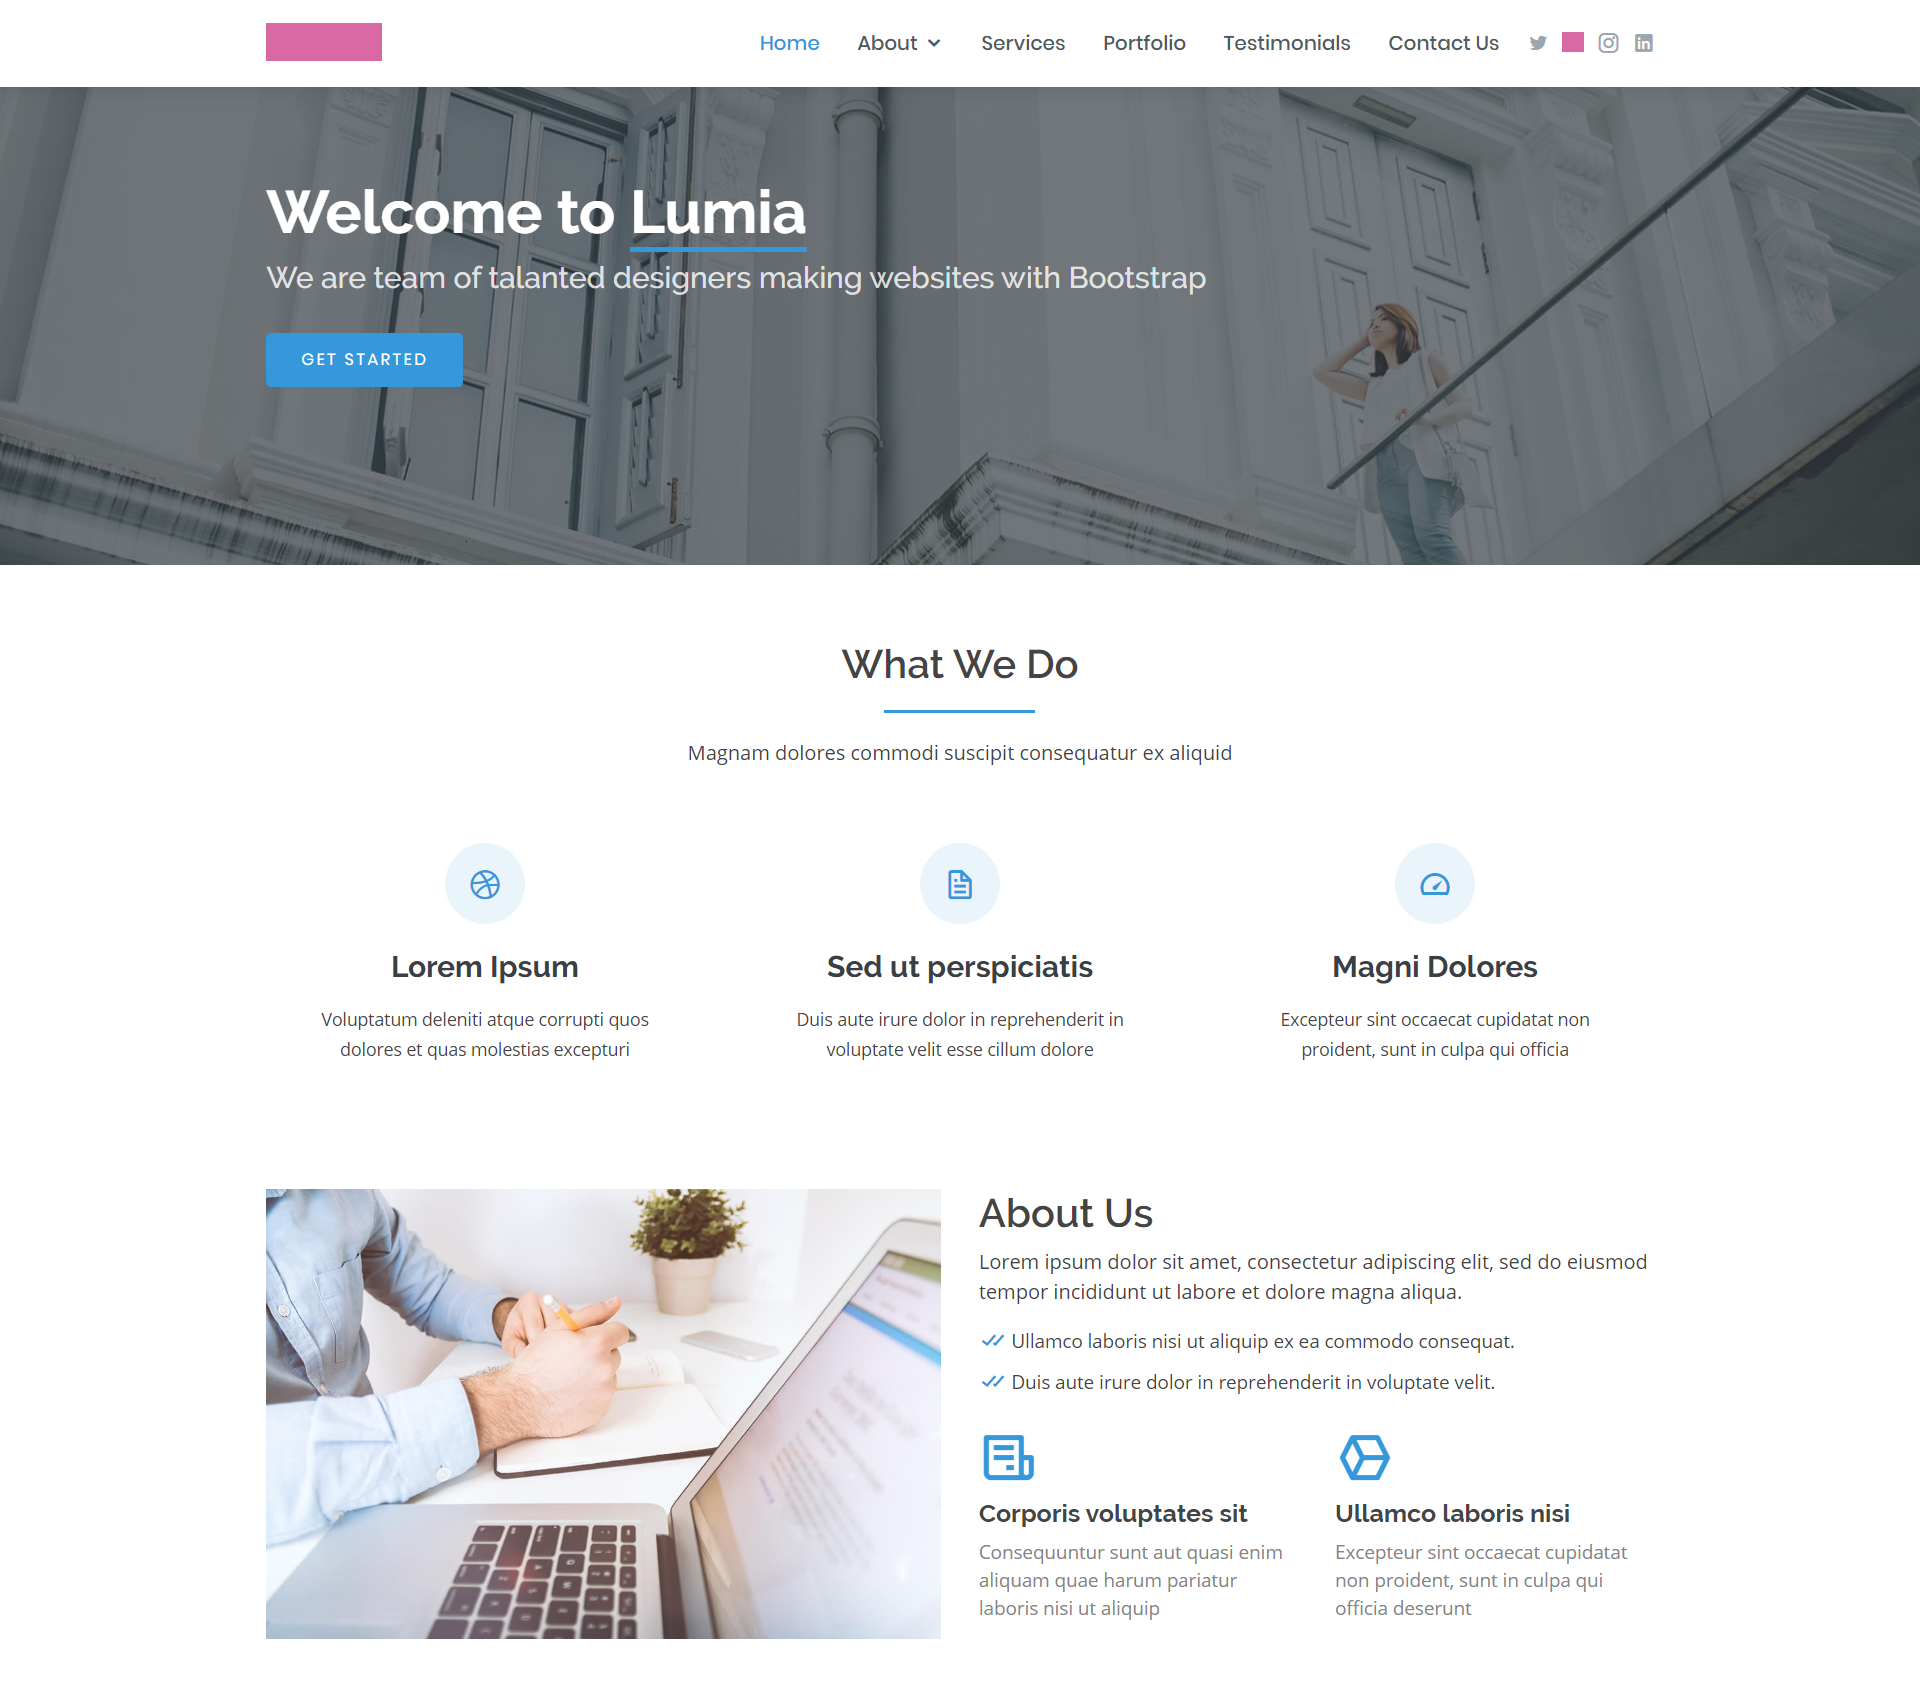 Home About Services Portfolio Testimonials Contact Us
Welcome to Lumia
We are team of talanted designers making websites with Bootstrap
GET STARTED
What We Do
Magnam dolores commodi suscipit consequatur ex aliquid
Lorem Ipsum
Voluptatum deleniti atque corrupti quos
dolores et quas molestias excepturi
Sed ut perspiciatis
Duis aute irure dolor in reprehenderit in
voluptate velit esse cillum dolore
Magni Dolores
Excepteur sint occaecat cupidatat non
proident, sunt in culpa qui officia
About Us
Lorem ipsum dolor sit amet, consectetur adipiscing elit, sed do eiusmod
tempor incididunt ut labore et dolore magna aliqua.
Ullamco laboris nisi ut aliquip ex ea commodo consequat.
Duis aute irure dolor in reprehenderit in voluptate velit.
Corporis voluptates sit
Consequuntur sunt aut quasi enim
aliquam quae harum pariatur
laboris nisi ut aliquip
Ullamco laboris nisi
Excepteur sint occaecat cupidatat
non proident, sunt in culpa qui
officia deserunt